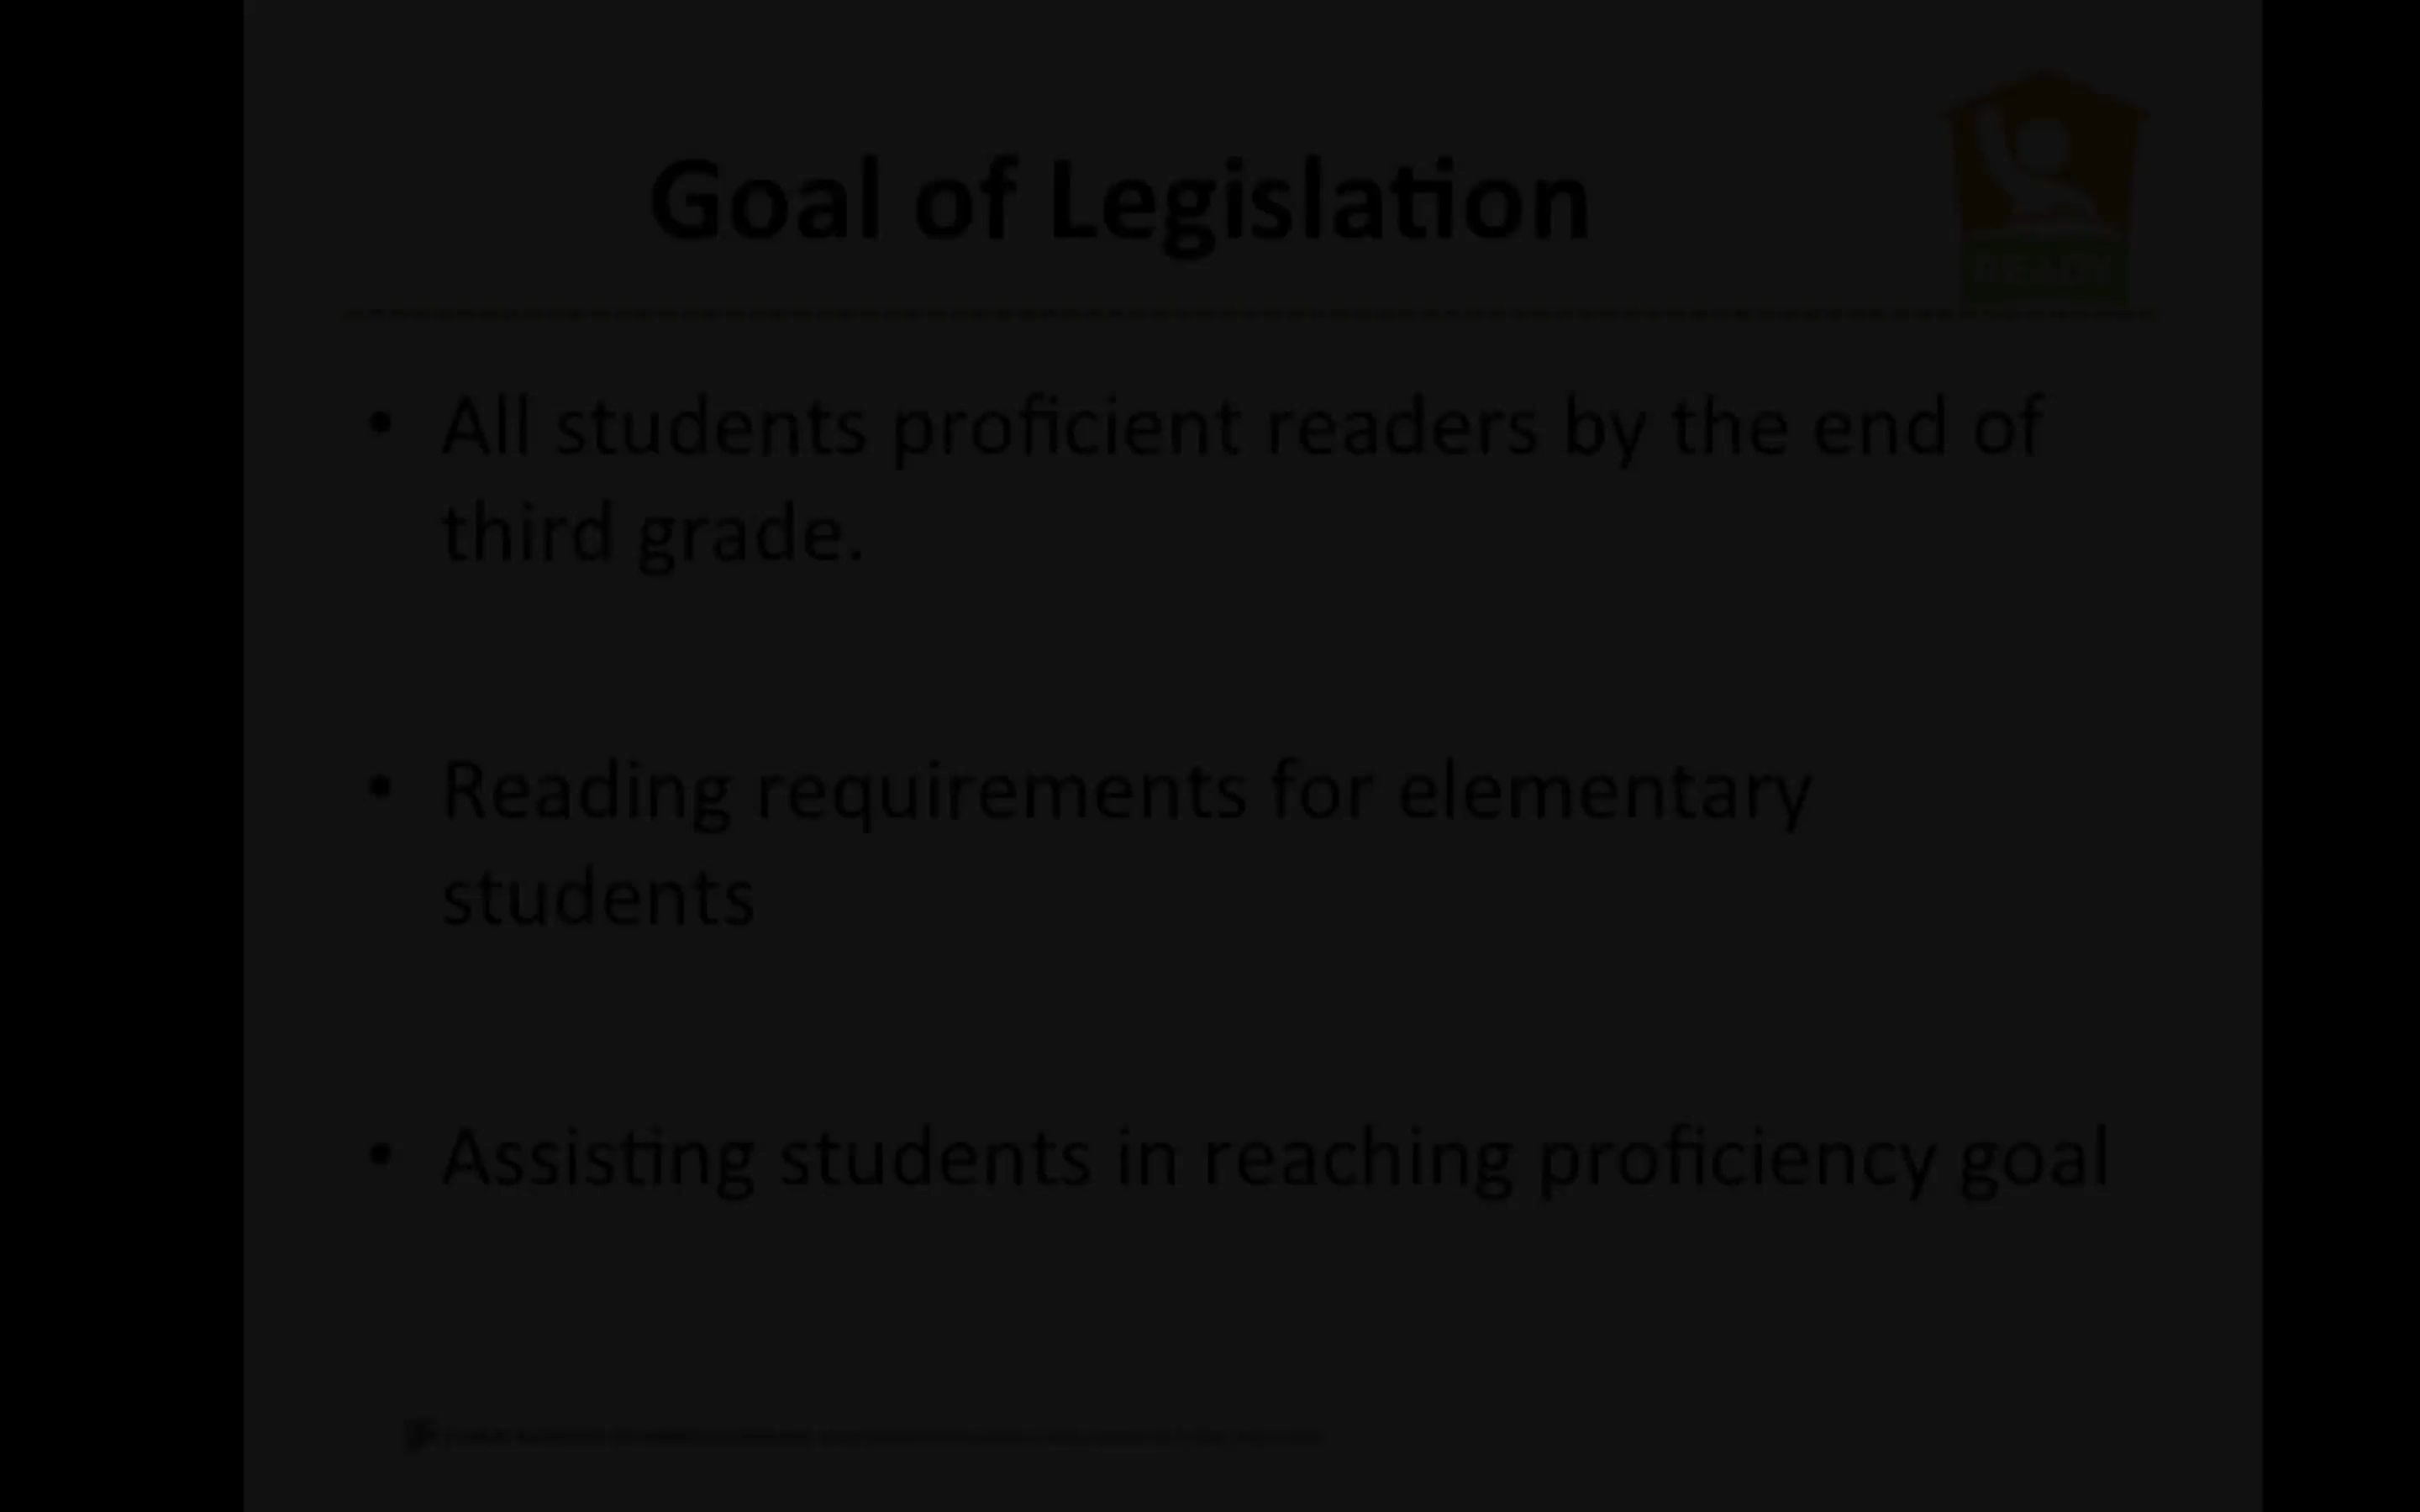 Goal of Legislation
READY
• All students proficient readers by the end of
third grade.
• Reading requirements for elementary
students
• Assisting students in reaching proficiency goal